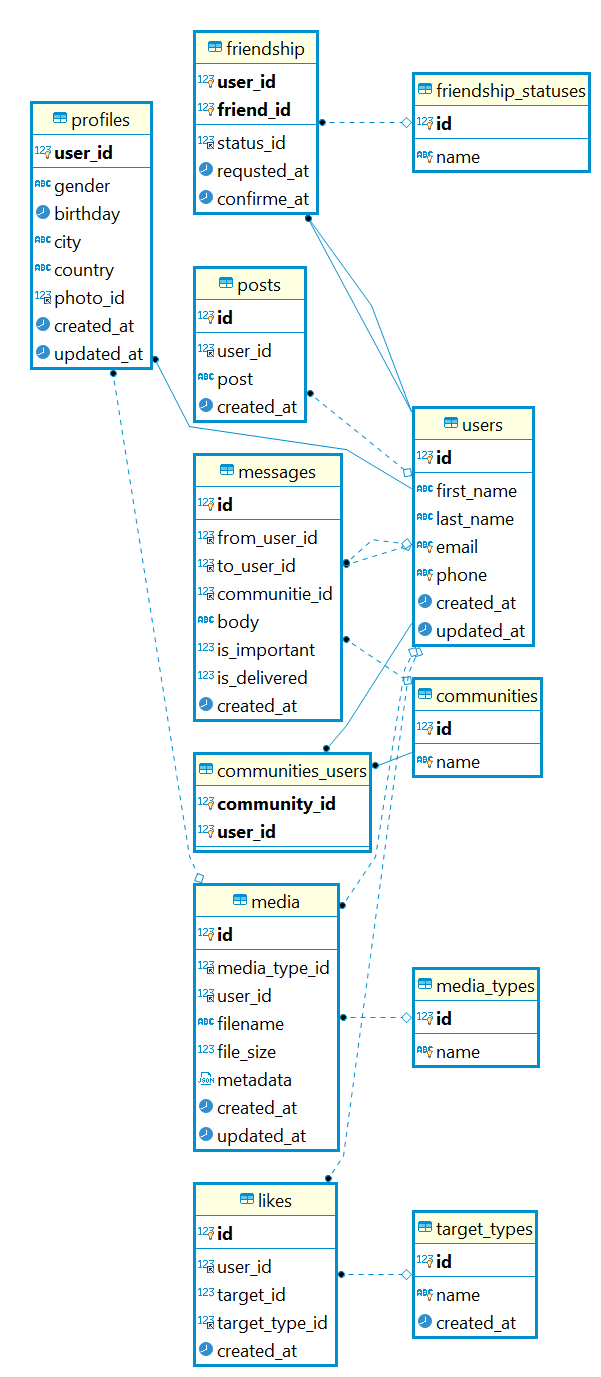 friendship
user_id
friend_id
status_id
requsted_at
confirme_at
friendship_statuses
id
name
profiles
user_id
gender
birthday
city
country
photo_id
created_at
updated_at
posts
id
user_id
post
created_at
users
id
first_name
last_name
email
phone
created_at
updated_at
messages
id
from_user_id
to_user_id
communitie_id
body
is_important
is_delivered
created_at
communities
id
name
communities_users
community_id
user_id
media
id
media_type_id
user_id
filename
file_size
metadata
created_at
updated_at
media_types
id
name
likes
id
user_id
target_id
target_type_id
created_at
target_types
id
name
created_at